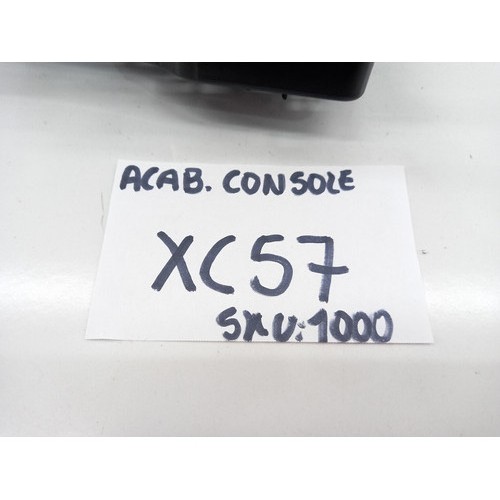 ACAB. CONSOLE
XC57
SKU:1000